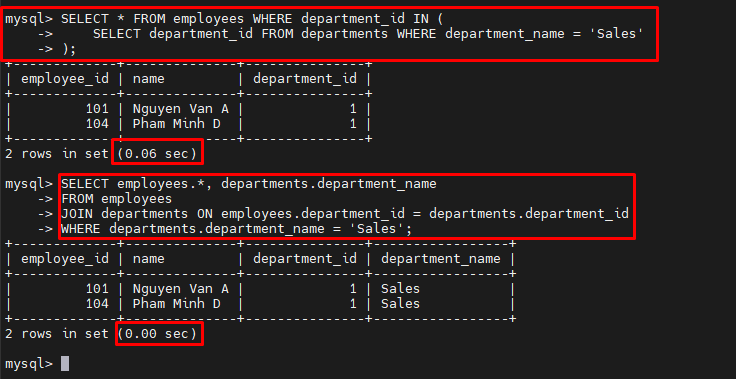 mysql> SELECT * FROM employees WHERE department_id IN (
    ->     SELECT department_id FROM departments WHERE department_name = 'Sales'
    -> );
+-------------+--------------+---------------+
| employee_id | name         | department_id |
+-------------+--------------+---------------+
|         101 | Nguyen Van A |             1 |
|         104 | Pham Minh D  |             1 |
+-------------+--------------+---------------+
2 rows in set (0.06 sec)
mysql> SELECT employees.*, departments.department_name
    -> FROM employees
    -> JOIN departments ON employees.department_id = departments.department_id
    -> WHERE departments.department_name = 'Sales';
+-------------+--------------+---------------+-----------------+
| employee_id | name         | department_id | department_name |
+-------------+--------------+---------------+-----------------+
|         101 | Nguyen Van A |             1 | Sales           |
|         104 | Pham Minh D  |             1 | Sales           |
+-------------+--------------+---------------+-----------------+
2 rows in set (0.00 sec)
mysql>